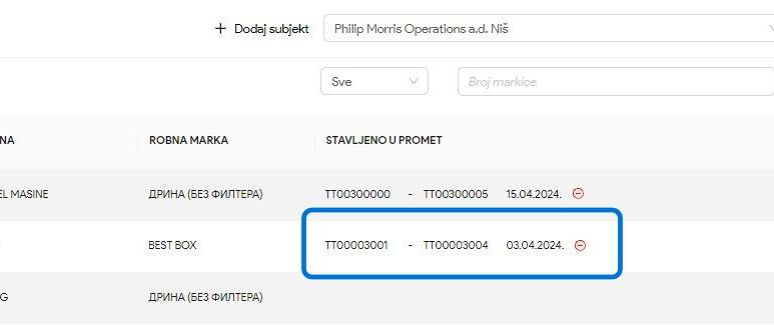 + Dodaj subjekt Philip Morris Operations a.d. Niš
Sve Broj markice
NA ROBNA MARKA STAVLJENO U PROMET
EL MASINE ДРИНА (БЕЗ ФИЛТЕРА) TT00300000 - TT00300005 15.04.2024.
BEST BOX TT00003001 - TT00003004 03.04.2024.
G ДРИНА (БЕЗ ФИЛТЕРА)